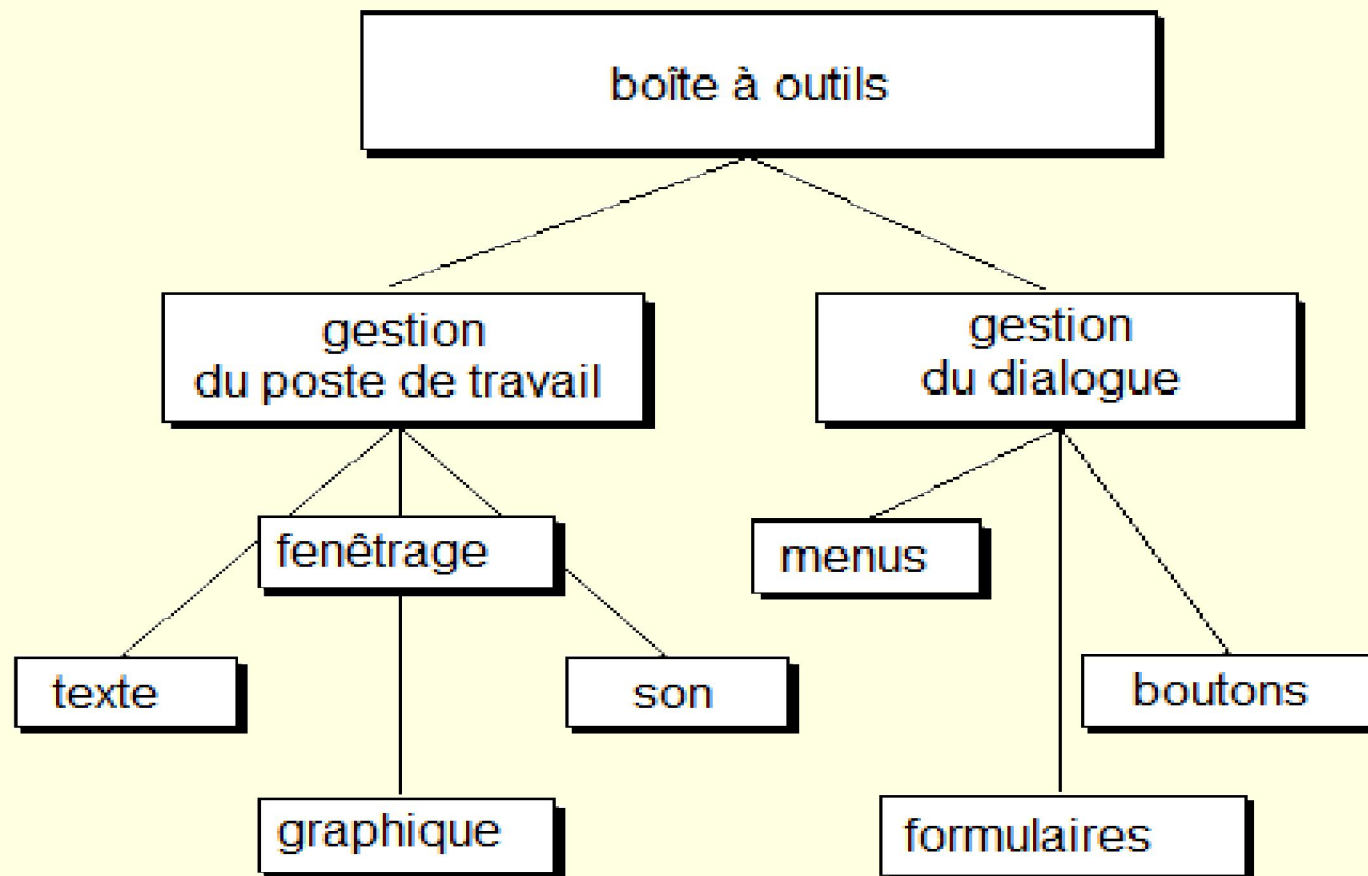 boîte à outils
gestion
du poste de travail
gestion
du dialogue
fenêtrage
menus
texte
son
boutons
graphique
formulaires